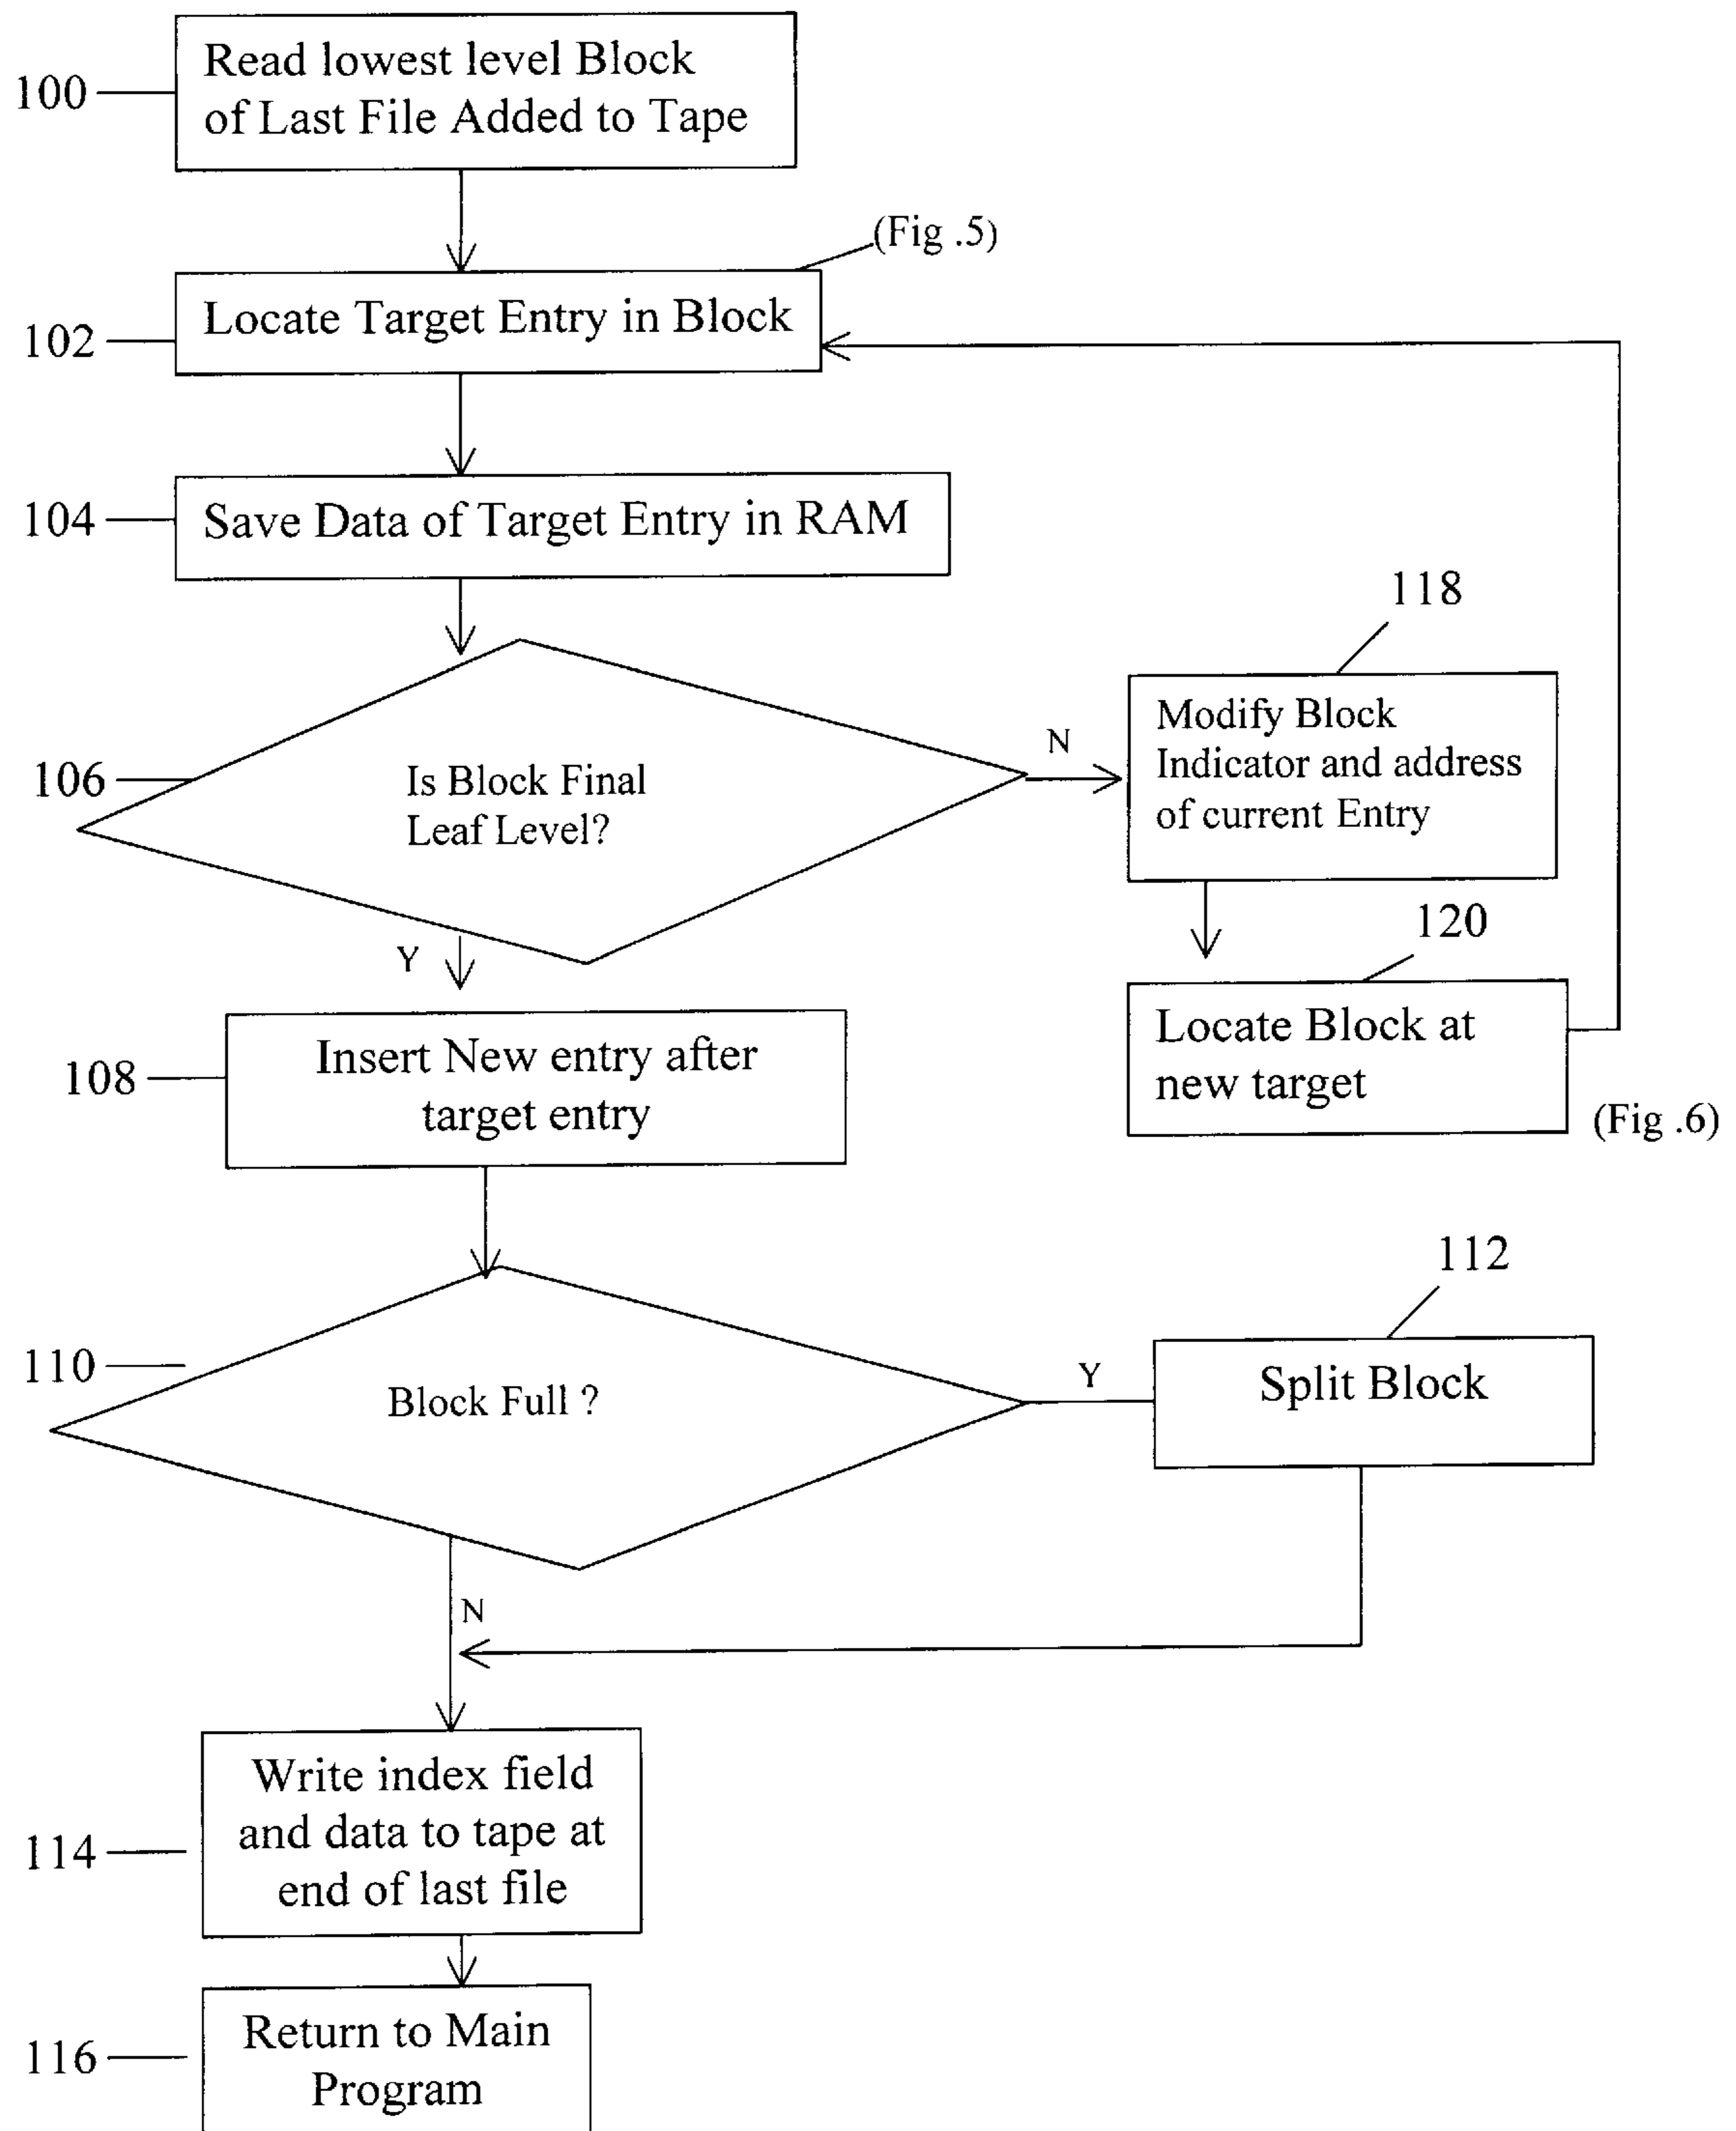 Read lowest level Block
of Last File Added to Tape
100
(Fig .5)
Locate Target Entry in Block
102
Save Data of Target Entry in RAM
104
118
Modify Block
Indicator and address
of current Entry
N
106
Is Block Final
Leaf Level?
120
Y
Locate Block at
new target
(Fig .6)
Insert New entry after
target entry
108
112
110
Block Full ?
Y
Split Block
N
Write index field
and data to tape at
end of last file
114
Return to Main
Program
116